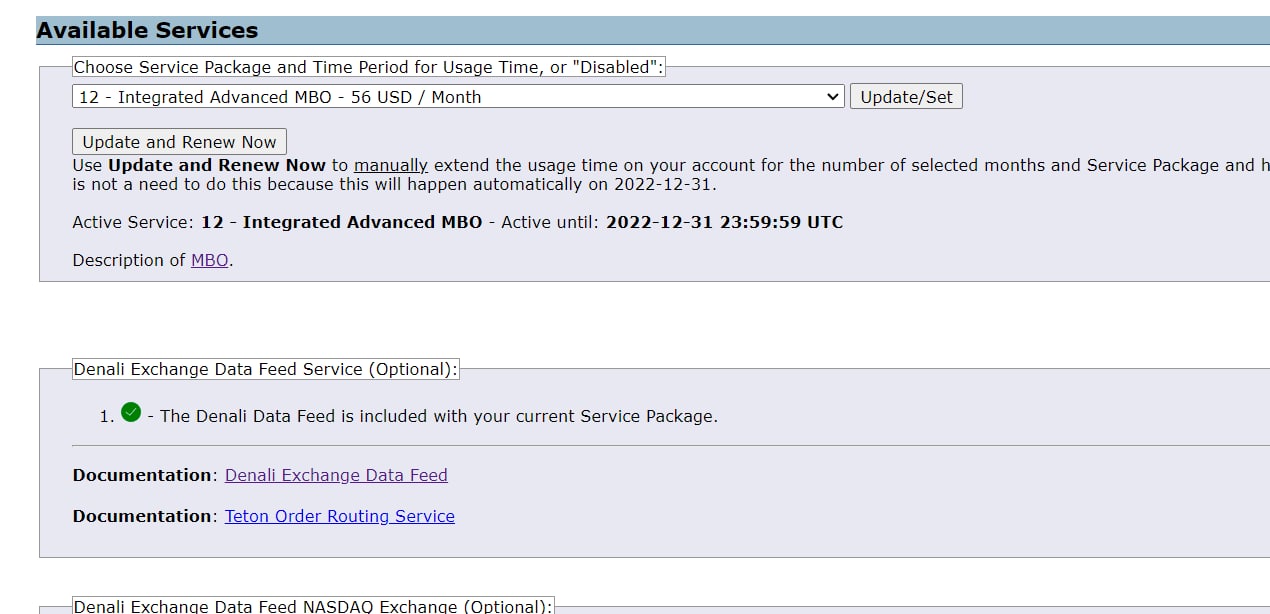 Available Services
Choose Service Package and Time Period for Usage Time, or "Disabled":
12 - Integrated Advanced MBO - 56 USD / Month
Update/Set
Update and Renew Now
Use Update and Renew Now to manually extend the usage time on your account for the number of selected months and Service Package and h
is not a need to do this because this will happen automatically on 2022-12-31.
Active Service: 12 - Integrated Advanced MBO - Active until: 2022-12-31 23:59:59 UTC
Description of MBO.
Denali Exchange Data Feed Service (Optional):
1. - The Denali Data Feed is included with your current Service Package.
Documentation: Denali Exchange Data Feed
Documentation: Teton Order Routing Service
Denali Exchange Data Feed NASDAQ Exchange (Optional):